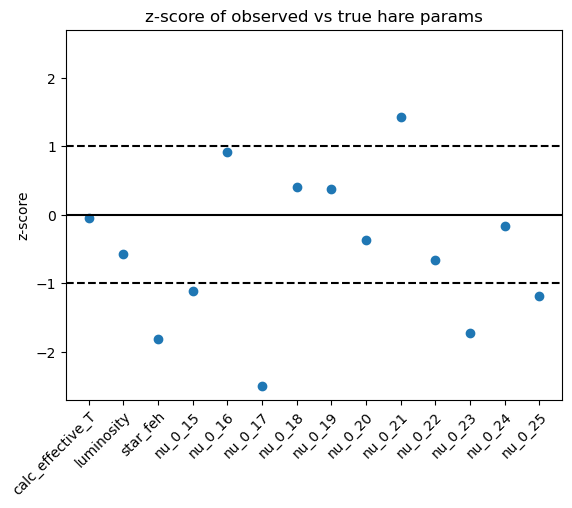 z-score of observed vs true hare params
z-score
2
1
0
−1
−2
calc_effective_T
luminosity
star_feh
nu_0_15
nu_0_16
nu_0_17
nu_0_18
nu_0_19
nu_0_20
nu_0_21
nu_0_22
nu_0_23
nu_0_24
nu_0_25